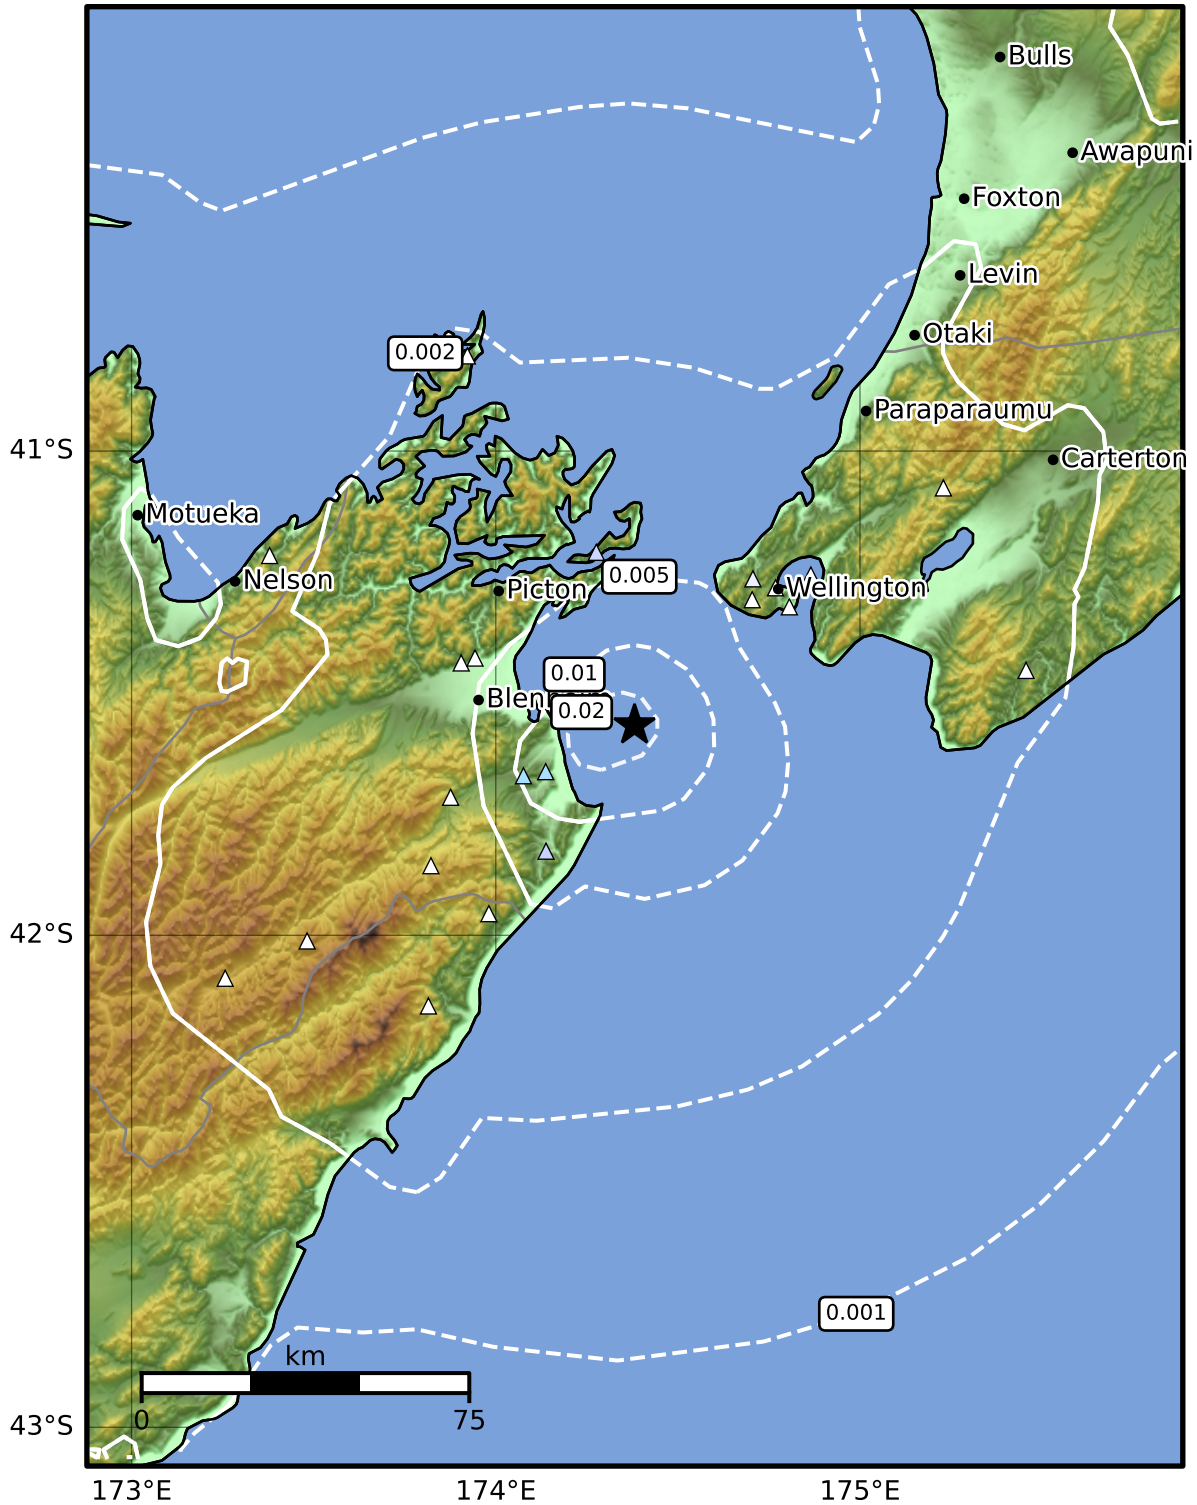 Bulls
Awapuni
Foxton
Levin
Otaki
0.002
Paraparaumu
41°S
Carterton
Motueka
Nelson
0.005
Picton
Wellington
0.01
0.02
42°S
0.001
km
0
75
43°S
173°E
174°E
175°E